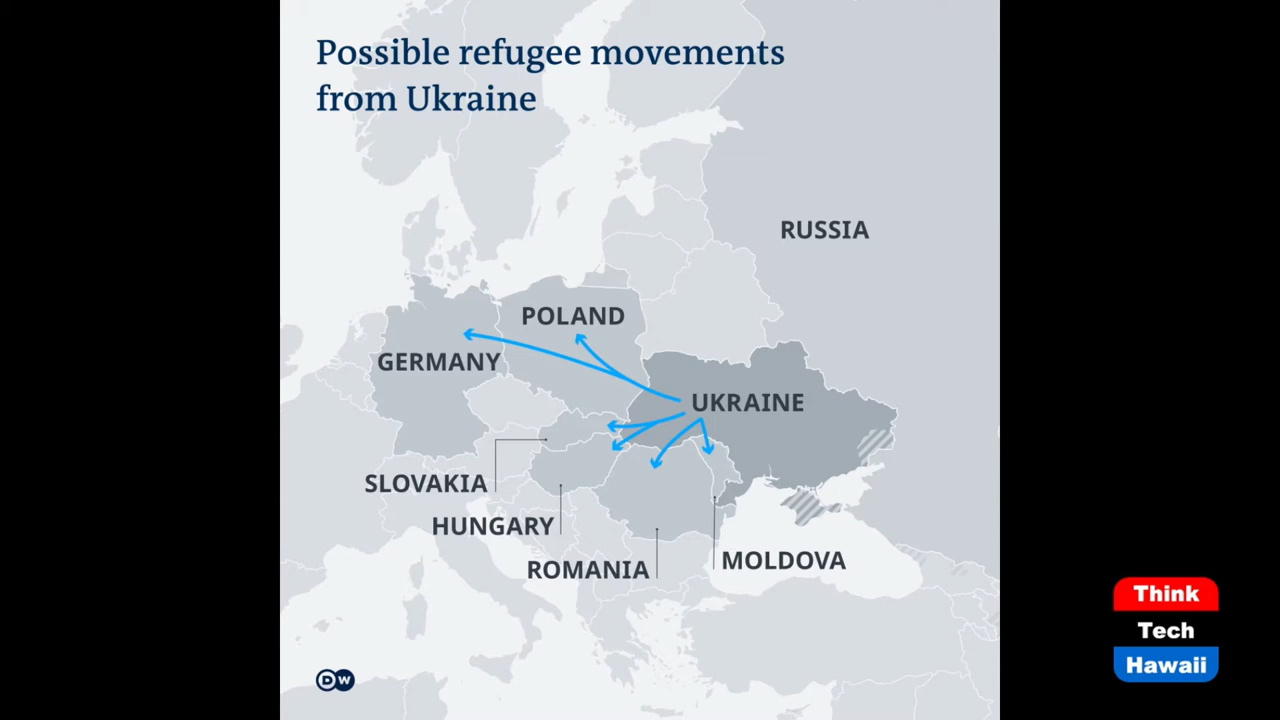 Possible refugee movements
from Ukraine
RUSSIA
POLAND
GERMANY
UKRAINE
SLOVAKIA
HUNGARY
ROMANIA
MOLDOVA
Think
Tech
Hawaii
DW